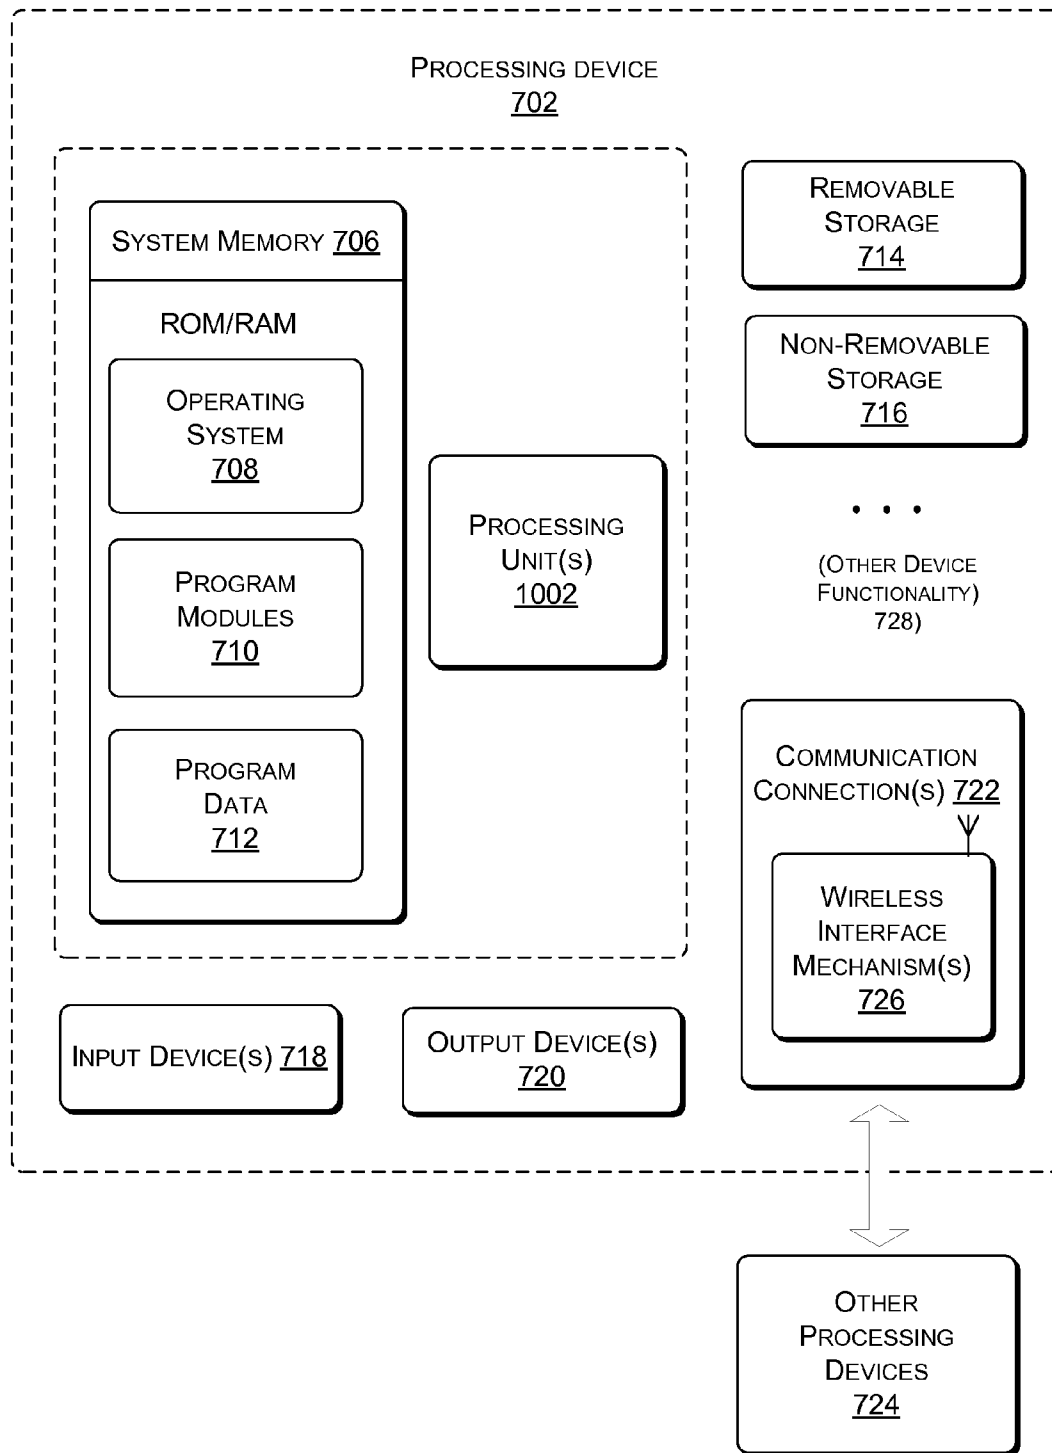 PROCESSING DEVICE
702
SYSTEM MEMORY 706
ROM/RAM
OPERATING
SYSTEM
708
PROGRAM
MODULES
710
PROGRAM
DATA
712
PROCESSING
UNIT(S)
1002
REMOVABLE
STORAGE
714
NON-REMOVABLE
STORAGE
716
• • •
(OTHER DEVICE
FUNCTIONALITY)
728)
COMMUNICATION
CONNECTION(S) 722
WIRELESS
INTERFACE
MECHANISM(S)
726
INPUT DEVICE(S) 718
OUTPUT DEVICE(S)
720
OTHER
PROCESSING
DEVICES
724